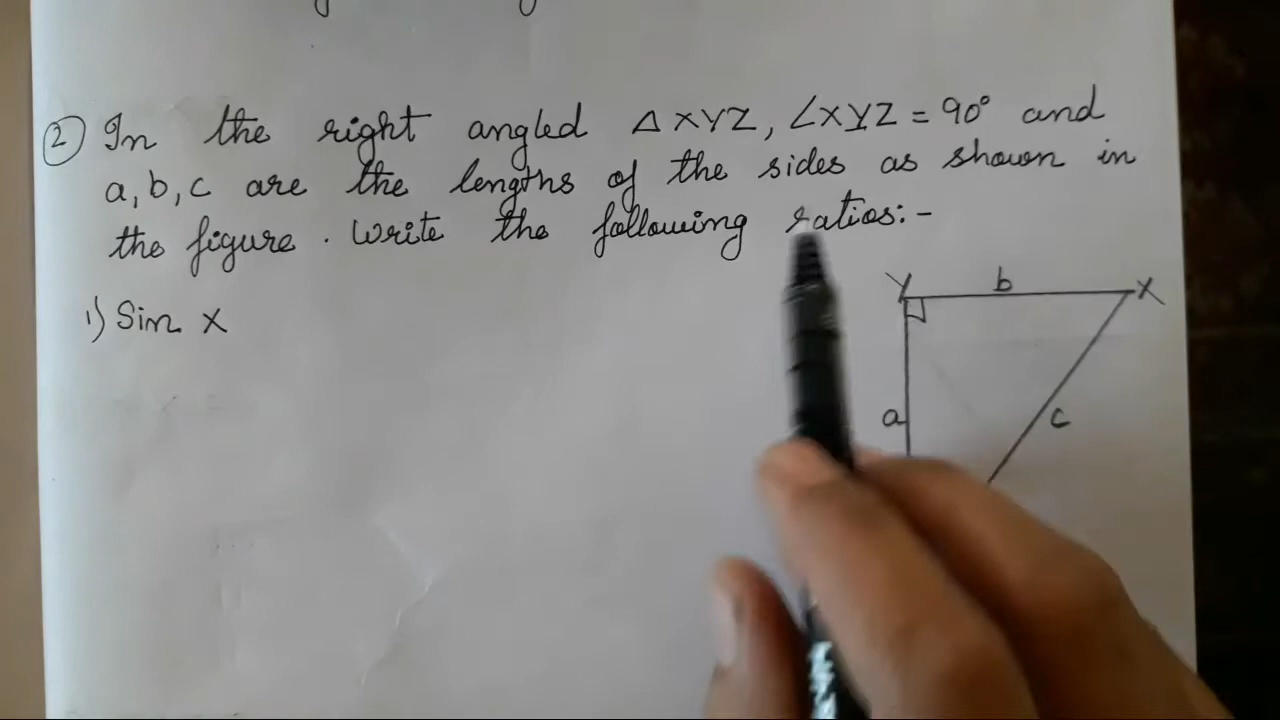 ② In the right angled ∆XYZ, ∠XYZ = 90° and
a, b, c are the lengths of the sides as shown in
the figure. Write the following ratios:-
Y b X
i) Sin X
a c